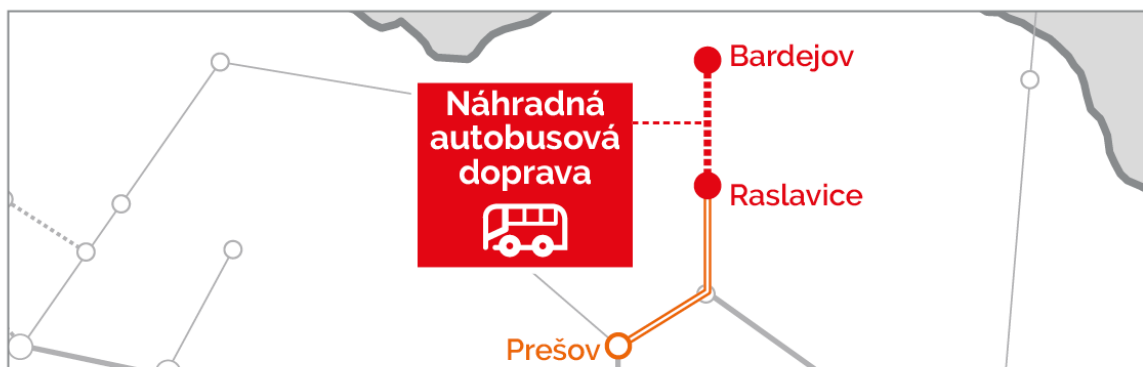 Bardejov
Náhradná
autobusová
doprava
Raslavice
Prešov